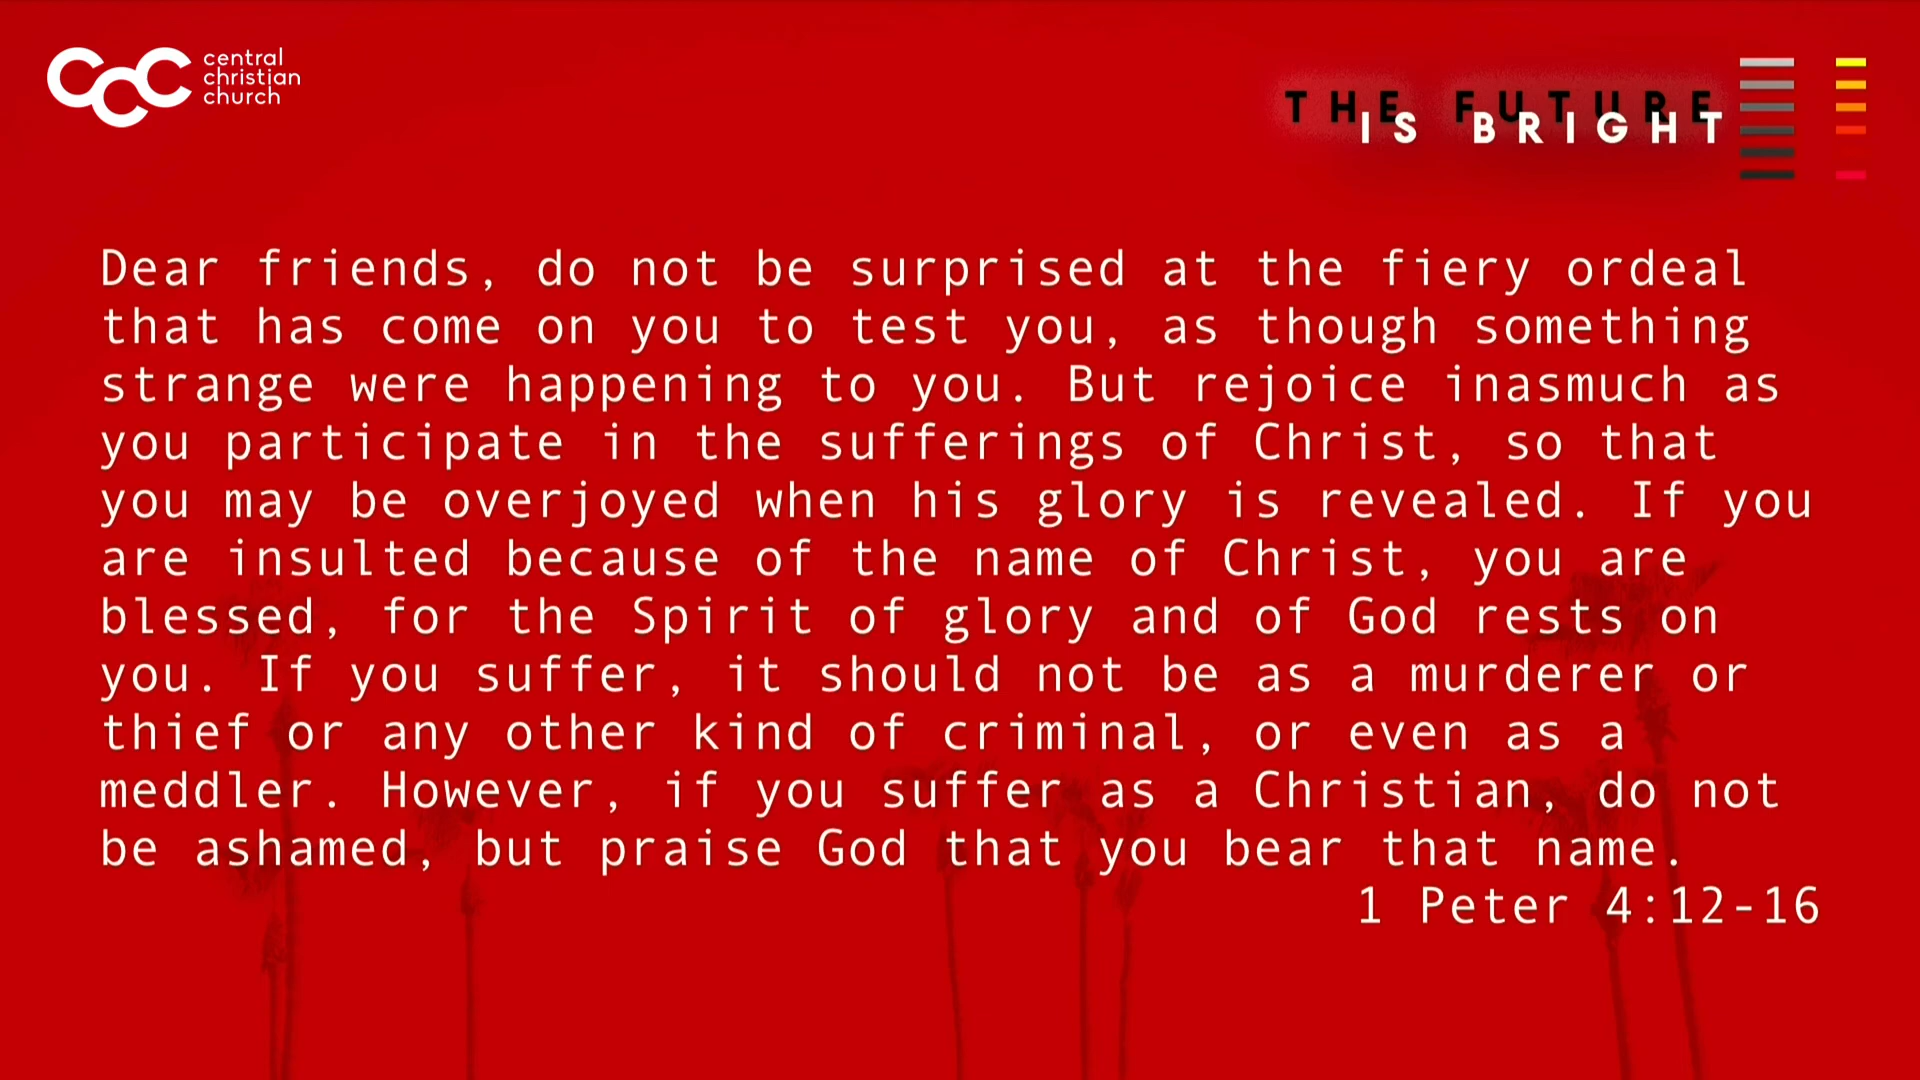 central
christian
church
THE FUTURE
IS BRIGHT
Dear friends, do not be surprised at the fiery ordeal
that has come on you to test you, as though something
strange were happening to you. But rejoice inasmuch as
you participate in the sufferings of Christ, so that
you may be overjoyed when his glory is revealed. If you
are insulted because of the name of Christ, you are
blessed, for the Spirit of glory and of God rests on
you. If you suffer, it should not be as a murderer or
thief or any other kind of criminal, or even as a
meddler. However, if you suffer as a Christian, do not
be ashamed, but praise God that you bear that name.
1 Peter 4:12-16